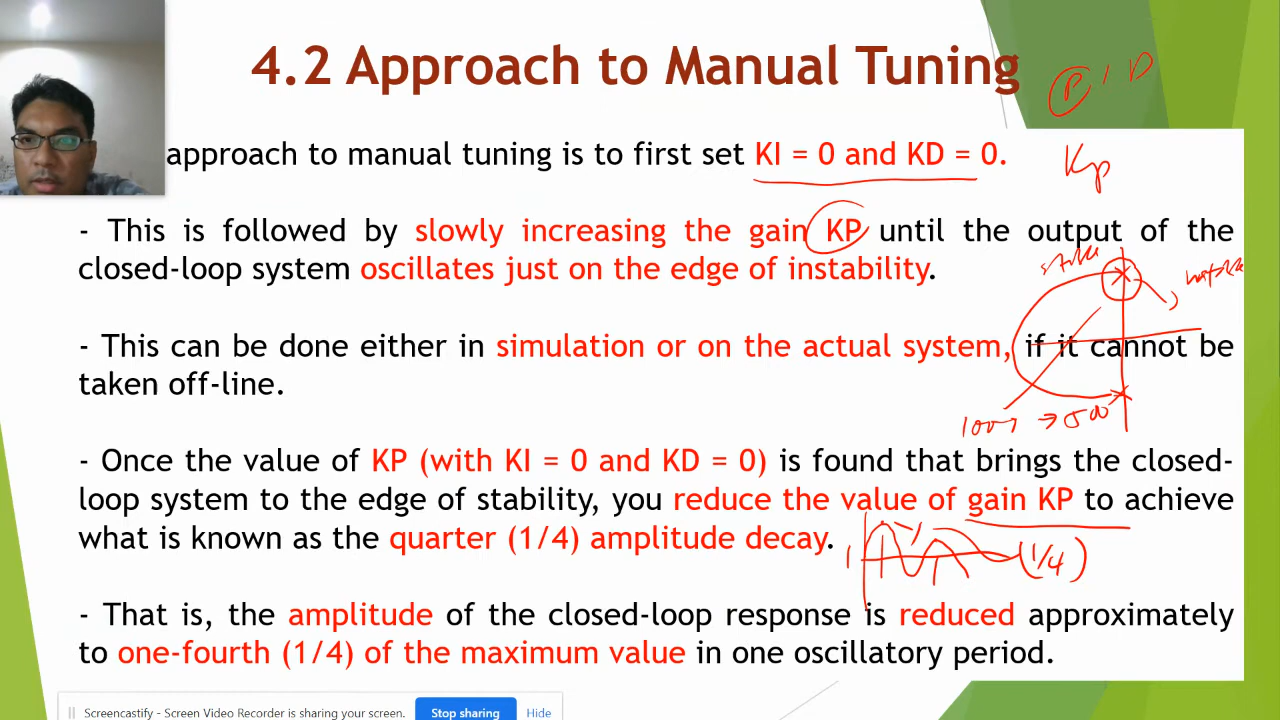 4.2 Approach to Manual Tuning
P I D
approach to manual tuning is to first set KI = 0 and KD = 0.
Kp
- This is followed by slowly increasing the gain KP until the output of the
closed-loop system oscillates just on the edge of instability.
stable
unstable
- This can be done either in simulation or on the actual system, if it cannot be
taken off-line.
- Once the value of KP (with KI = 0 and KD = 0) is found that brings the closed-
loop system to the edge of stability, you reduce the value of gain KP to achieve
what is known as the quarter (1/4) amplitude decay.
1
(1/4)
- That is, the amplitude of the closed-loop response is reduced approximately
to one-fourth (1/4) of the maximum value in one oscillatory period.
Screencastify - Screen Video Recorder is sharing your screen.
Stop sharing
Hide